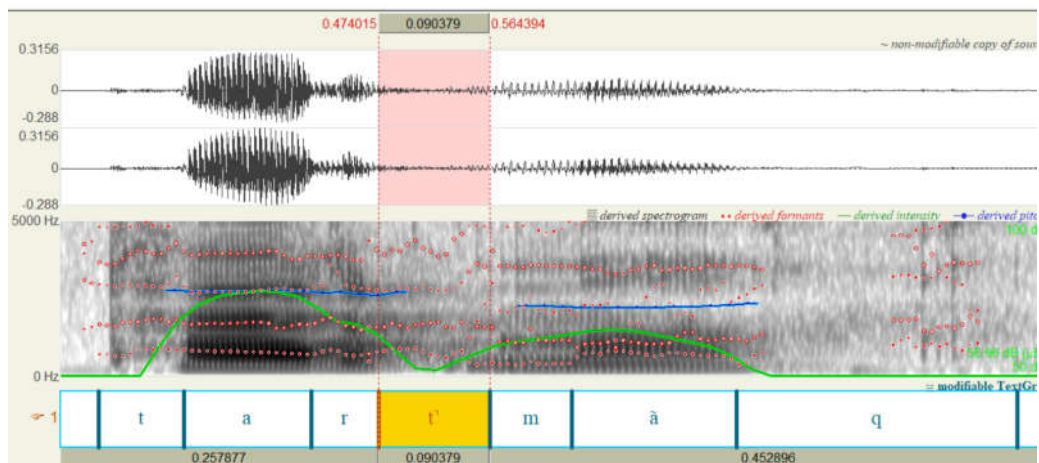 0.474015 0.090379 0.564394
~ non-modifiable copy of soun
0.3156
0
-0.288
0.3156
0
-0.288
5000 Hz derived spectrogram derived formants derived intensity derived pitc
100 d
0 Hz 50 d
modifiable TextGr
1 t a r t' m ã q
0.257877 0.090379 0.452896